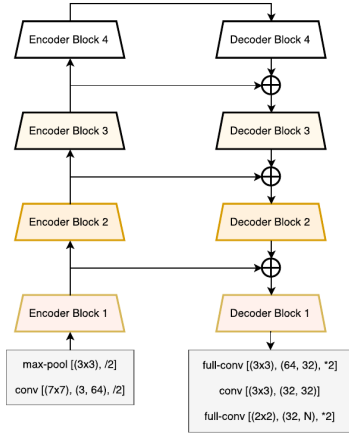 Encoder Block 4
Decoder Block 4
Encoder Block 3
Decoder Block 3
Encoder Block 2
Decoder Block 2
Encoder Block 1
Decoder Block 1
max-pool [(3x3), /2]
conv [(7x7), (3, 64), /2]
full-conv [(3x3), (64, 32), *2]
conv [(3x3), (32, 32)]
full-conv [(2x2), (32, N), *2]